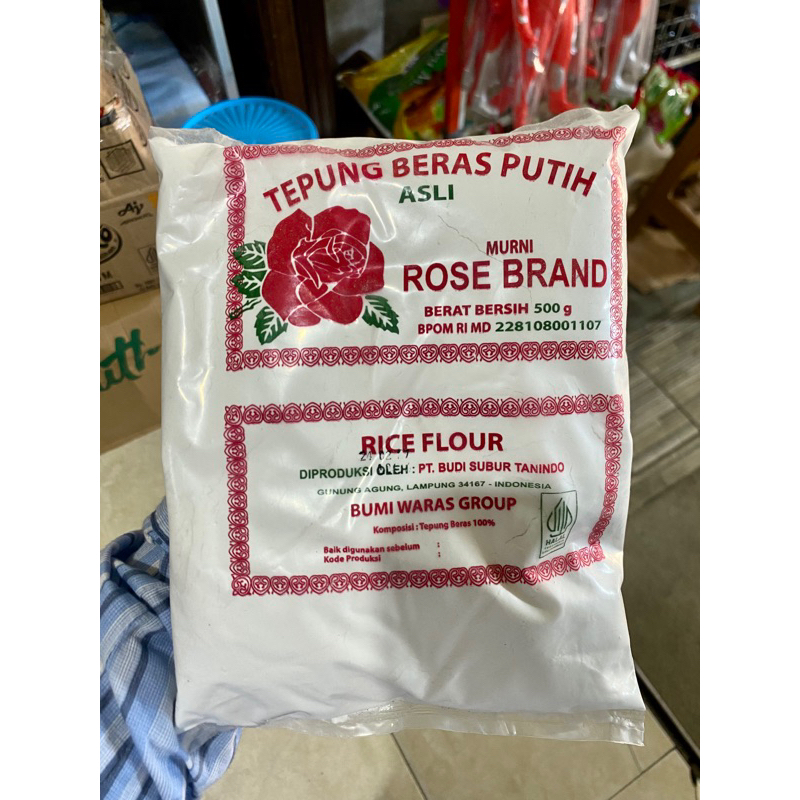 TEPUNG BERAS PUTIH
ASLI
MURNI
ROSE BRAND
BERAT BERSIH 500 g
BPOM RI MD 228108001107
RICE FLOUR
DIPRODUKSI OLEH : PT. BUDI SUBUR TANINDO
GUNUNG AGUNG, LAMPUNG 34167 - INDONESIA
BUMI WARAS GROUP
Komposisi : Tepung Beras 100%
HALAL
Baik digunakan sebelum :
Kode Produksi :